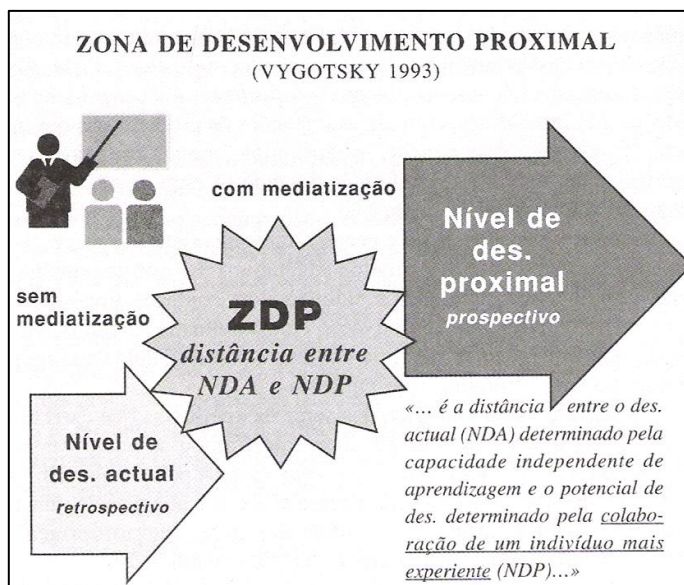 ZONA DE DESENVOLVIMENTO PROXIMAL
(VYGOTSKY 1993)
com mediatização
sem
mediatização
Nível de
des.
proximal
prospectivo
ZDP
distância entre
NDA e NDP
Nível de
des. actual
retrospectivo
«... é a distância entre o des.
actual (NDA) determinado pela
capacidade independente de
aprendizagem e o potencial de
des. determinado pela colabo-
ração de um indivíduo mais
experiente (NDP)...»